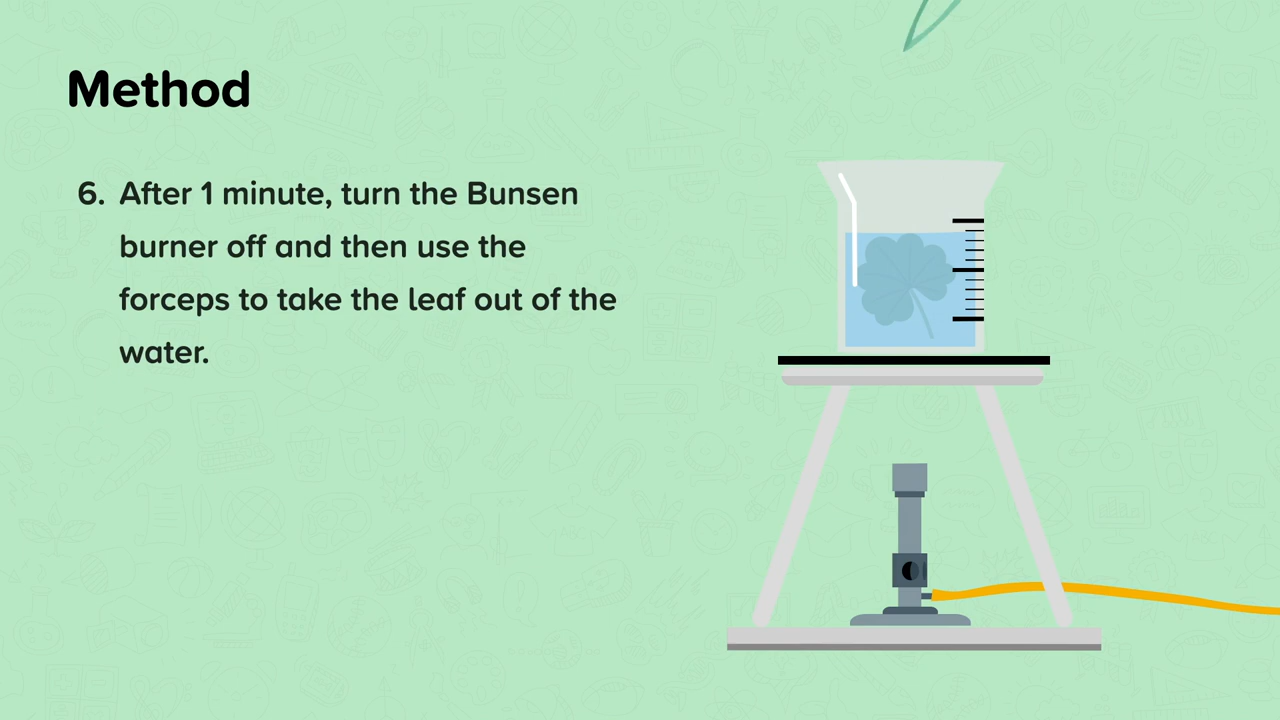 Method
6. After 1 minute, turn the Bunsen
burner off and then use the
forceps to take the leaf out of the
water.